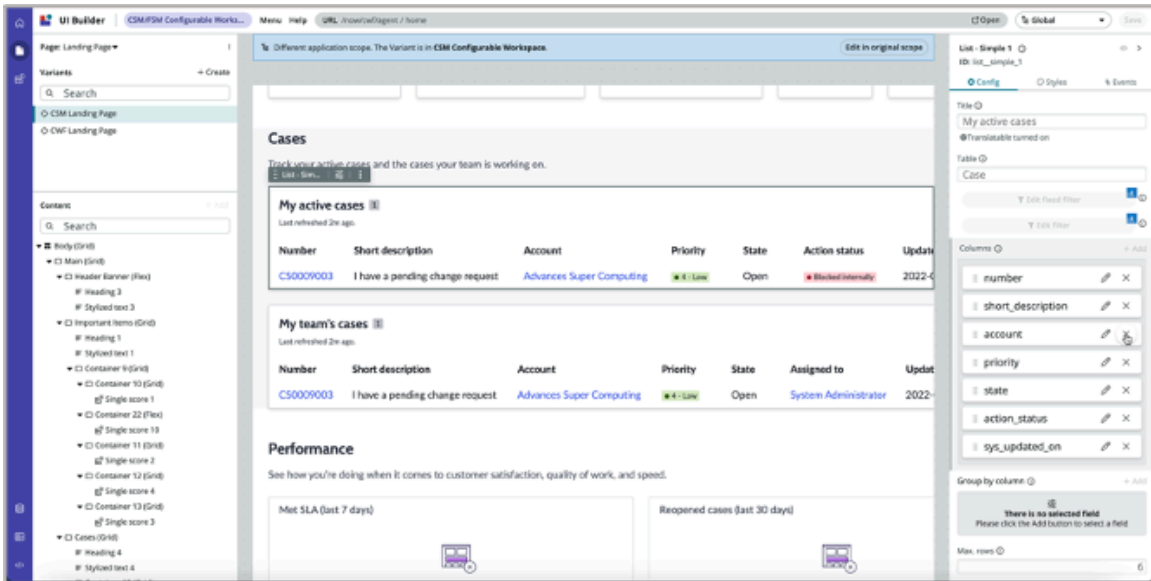 UI Builder
CSM/FSM Configurable Works...
Menu Help
URL /now/cwf/agent / home
Open
Global
Save
Page: Landing Page
Variants
+ Create
Search
CSM Landing Page
CWF Landing Page
Content
+ Add
Search
Body (Grid)
Main (Grid)
Header Banner (Flex)
Heading 3
Stylized text 3
Important Items (Grid)
Heading 1
Stylized text 1
Container 9 (Grid)
Container 10 (Grid)
Single score 1
Container 22 (Flex)
Single score 10
Container 11 (Grid)
Single score 2
Container 12 (Grid)
Single score 4
Container 13 (Grid)
Single score 3
Cases (Grid)
Heading 4
Stylized text 4
Different application scope. The Variant is in CSM Configurable Workspace.
Edit in original scope
Cases
Track your active cases and the cases your team is working on.
List - Sim...
My active cases 1
Last refreshed 2m ago.
Number Short description Account Priority State Action status Update
CS0009003 I have a pending change request Advances Super Computing 4 - Low Open Blocked internally 2022-0
My team's cases 1
Last refreshed 2m ago.
Number Short description Account Priority State Assigned to Updat
CS0009003 I have a pending change request Advances Super Computing 4 - Low Open System Administrator 2022-
Performance
See how you're doing when it comes to customer satisfaction, quality of work, and speed.
Met SLA (last 7 days)
Reopened cases (last 30 days)
List - Simple 1
ID: list_simple_1
Config
Styles
Events
Title
My active cases
Translatable turned on
Table
Case
Edit fixed filter
Edit filter
Columns
+ Add
number
short_description
account
priority
state
action_status
sys_updated_on
Group by column
+ Add
There is no selected field
Please click the Add button to select a field
Max. rows
6